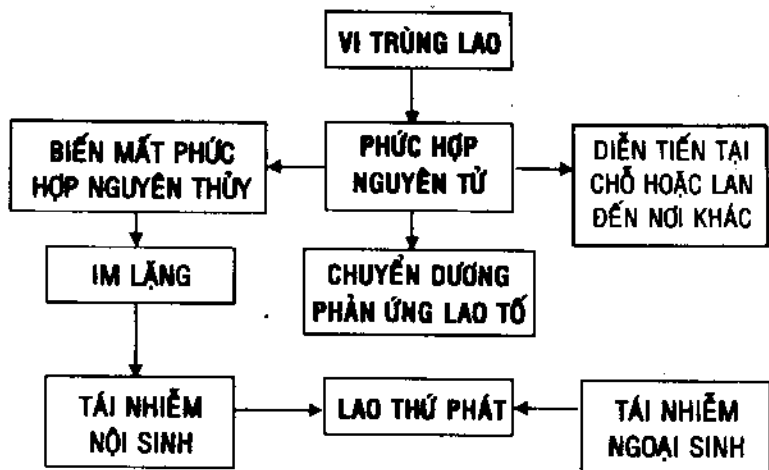 VI TRÙNG LAO
BIẾN MẤT PHỨC
HỢP NGUYÊN THỦY
PHỨC HỢP
NGUYÊN TỬ
DIỄN TIẾN TẠI
CHỖ HOẶC LAN
ĐẾN NƠI KHÁC
IM LẶNG
CHUYỂN DƯƠNG
PHẢN ỨNG LAO TỐ
TÁI NHIỄM
NỘI SINH
LAO THỨ PHÁT
TÁI NHIỄM
NGOẠI SINH